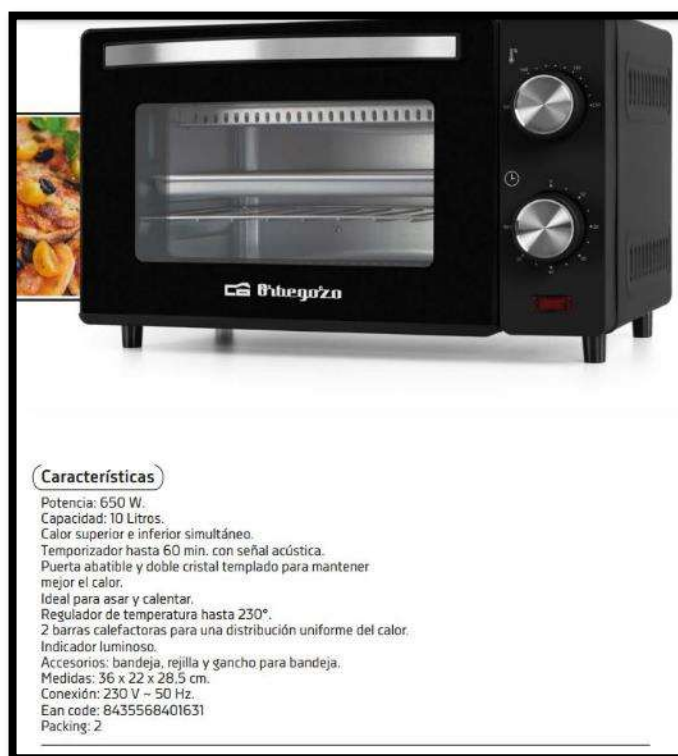 Orbegozo
Características
Potencia: 650 W.
Capacidad: 10 Litros.
Calor superior e inferior simultáneo.
Temporizador hasta 60 min. con señal acústica.
Puerta abatible y doble cristal templado para mantener
mejor el calor.
Ideal para asar y calentar.
Regulador de temperatura hasta 230°.
2 barras calefactoras para una distribución uniforme del calor.
Indicador luminoso.
Accesorios: bandeja, rejilla y gancho para bandeja.
Medidas: 36 x 22 x 28,5 cm.
Conexión: 230 V ~ 50 Hz.
Ean code: 8435568401631
Packing: 2